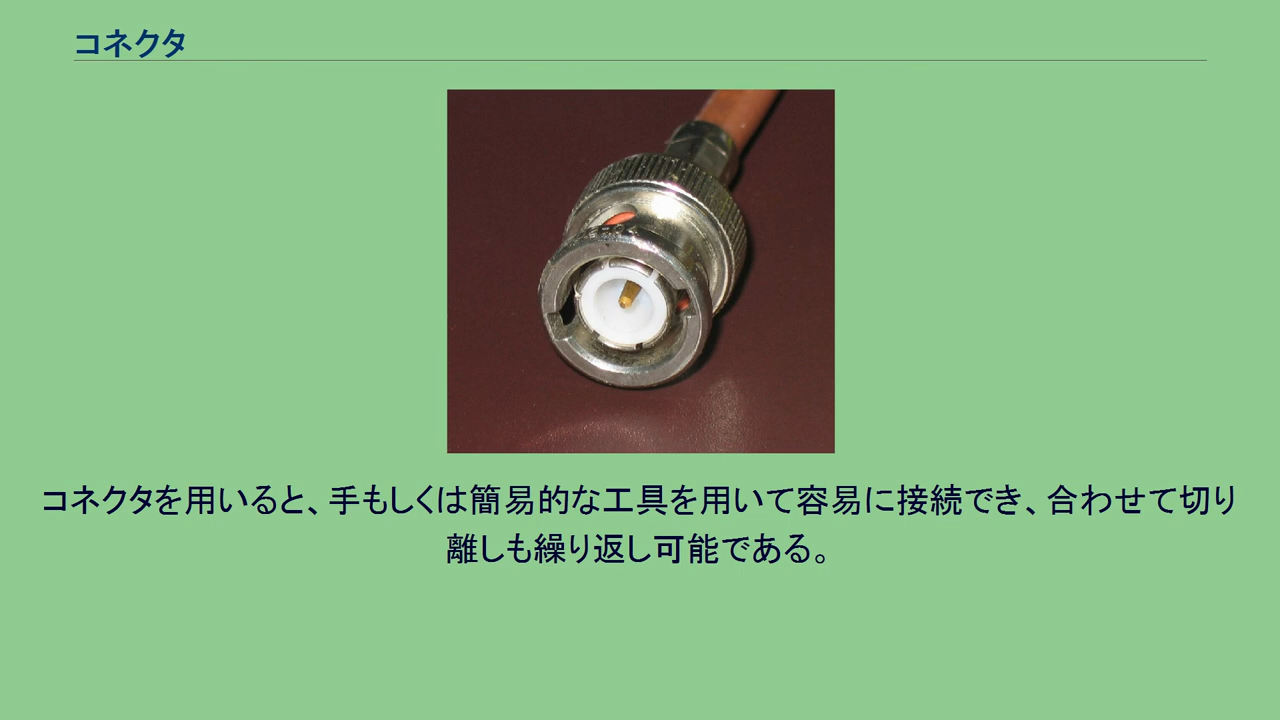 コネクタ
コネクタを用いると、手もしくは簡易的な工具を用いて容易に接続でき、合わせて切り
離しも繰り返し可能である。